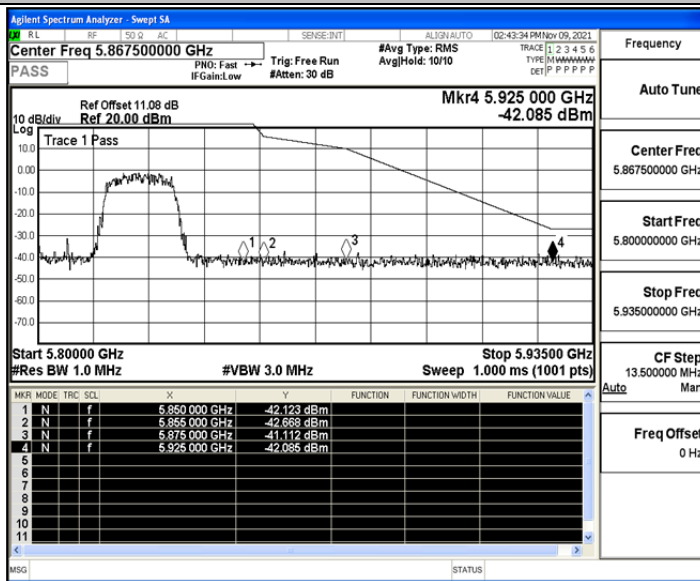 Agilent Spectrum Analyzer - Swept SA
LXI RL RF 50 Ω AC SENSE:INT ALIGN AUTO 02:43:34 PM Nov 09, 2021
Center Freq 5.867500000 GHz #Avg Type: RMS TRACE 1 2 3 4 5 6
PNO: Fast Trig: Free Run Avg|Hold: 10/10 TYPE M W W W W W
PASS IFGain:Low #Atten: 30 dB DET P P P P P P
Mkr4 5.925 000 GHz
Ref Offset 11.08 dB
10 dB/div Ref 20.00 dBm -42.085 dBm
Log
Trace 1 Pass
10.0
0.00
-10.0
-20.0
-30.0
-40.0
-50.0
-60.0
-70.0
1 2 3 4
Start 5.80000 GHz Stop 5.93500 GHz
#Res BW 1.0 MHz #VBW 3.0 MHz Sweep 1.000 ms (1001 pts)
MKR MODE TRC SCL X Y FUNCTION FUNCTION WIDTH FUNCTION VALUE
1 N f 5.850 000 GHz -42.123 dBm
2 N f 5.855 000 GHz -42.668 dBm
3 N f 5.875 000 GHz -41.112 dBm
4 N f 5.925 000 GHz -42.085 dBm
5
6
7
8
9
10
11
MSG STATUS
Frequency
Auto Tune
Center Freq
5.867500000 GHz
Start Freq
5.800000000 GHz
Stop Freq
5.935000000 GHz
CF Step
13.500000 MHz
Auto Man
Freq Offset
0 Hz